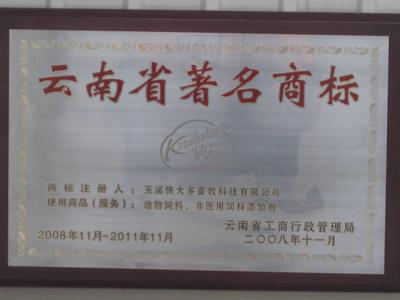 云南省著名商标
Kuaidaduo
快大多
商标注册人：玉溪快大多畜牧科技有限公司
使用商品（服务）：动物饲料、非医用饲料添加剂
云南省工商行政管理局
2008年11月-2011年11月
二〇〇八年十一月